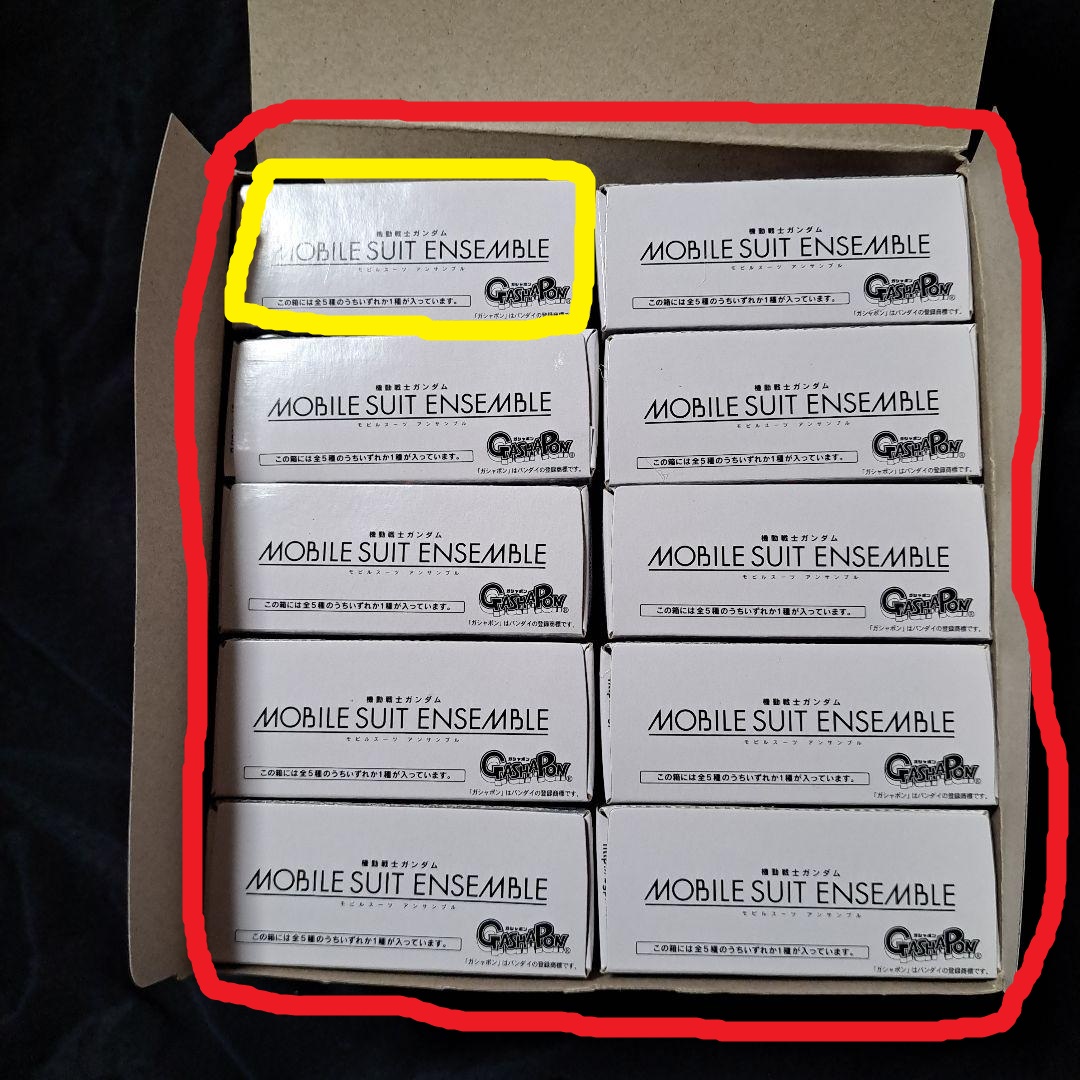 機動戦士ガンダム
MOBILE SUIT ENSEMBLE
モビルスーツ アンサンブル
ガシャポン
GASHAPON®
この箱には全5種のうちいずれか1種が入っています。
「ガシャポン」はバンダイの登録商標です。
機動戦士ガンダム
MOBILE SUIT ENSEMBLE
モビルスーツ アンサンブル
ガシャポン
GASHAPON®
この箱には全5種のうちいずれか1種が入っています。
「ガシャポン」はバンダイの登録商標です。
機動戦士ガンダム
MOBILE SUIT ENSEMBLE
モビルスーツ アンサンブル
ガシャポン
GASHAPON®
この箱には全5種のうちいずれか1種が入っています。
「ガシャポン」はバンダイの登録商標です。
機動戦士ガンダム
MOBILE SUIT ENSEMBLE
モビルスーツ アンサンブル
ガシャポン
GASHAPON®
この箱には全5種のうちいずれか1種が入っています。
「ガシャポン」はバンダイの登録商標です。
機動戦士ガンダム
MOBILE SUIT ENSEMBLE
モビルスーツ アンサンブル
ガシャポン
GASHAPON®
この箱には全5種のうちいずれか1種が入っています。
「ガシャポン」はバンダイの登録商標です。
機動戦士ガンダム
MOBILE SUIT ENSEMBLE
モビルスーツ アンサンブル
ガシャポン
GASHAPON®
この箱には全5種のうちいずれか1種が入っています。
「ガシャポン」はバンダイの登録商標です。
機動戦士ガンダム
MOBILE SUIT ENSEMBLE
モビルスーツ アンサンブル
ガシャポン
GASHAPON®
この箱には全5種のうちいずれか1種が入っています。
「ガシャポン」はバンダイの登録商標です。
機動戦士ガンダム
MOBILE SUIT ENSEMBLE
モビルスーツ アンサンブル
ガシャポン
GASHAPON®
この箱には全5種のうちいずれか1種が入っています。
「ガシャポン」はバンダイの登録商標です。
機動戦士ガンダム
MOBILE SUIT ENSEMBLE
モビルスーツ アンサンブル
ガシャポン
GASHAPON®
この箱には全5種のうちいずれか1種が入っています。
「ガシャポン」はバンダイの登録商標です。
機動戦士ガンダム
MOBILE SUIT ENSEMBLE
モビルスーツ アンサンブル
ガシャポン
GASHAPON®
この箱には全5種のうちいずれか1種が入っています。
「ガシャポン」はバンダイの登録商標です。